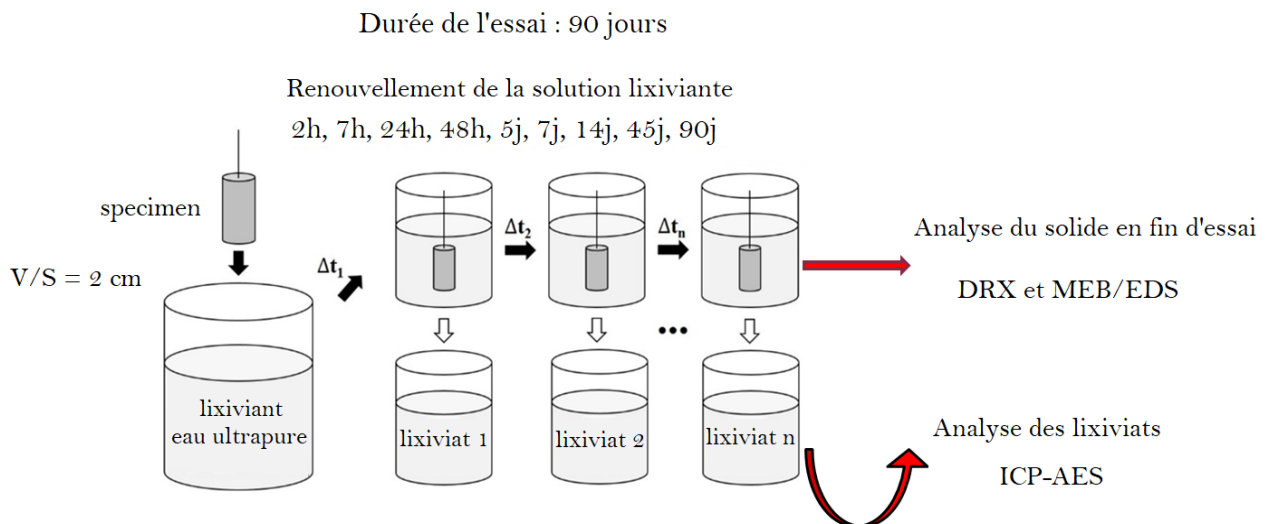 Durée de l'essai : 90 jours
Renouvellement de la solution lixiviante
2h, 7h, 24h, 48h, 5j, 7j, 14j, 45j, 90j
specimen
V/S = 2 cm
Δt₁
Δt₂
Δtₙ
Analyse du solide en fin d'essai
DRX et MEB/EDS
•••
lixiviant
eau ultrapure
lixiviat 1
lixiviat 2
lixiviat n
Analyse des lixiviats
ICP-AES